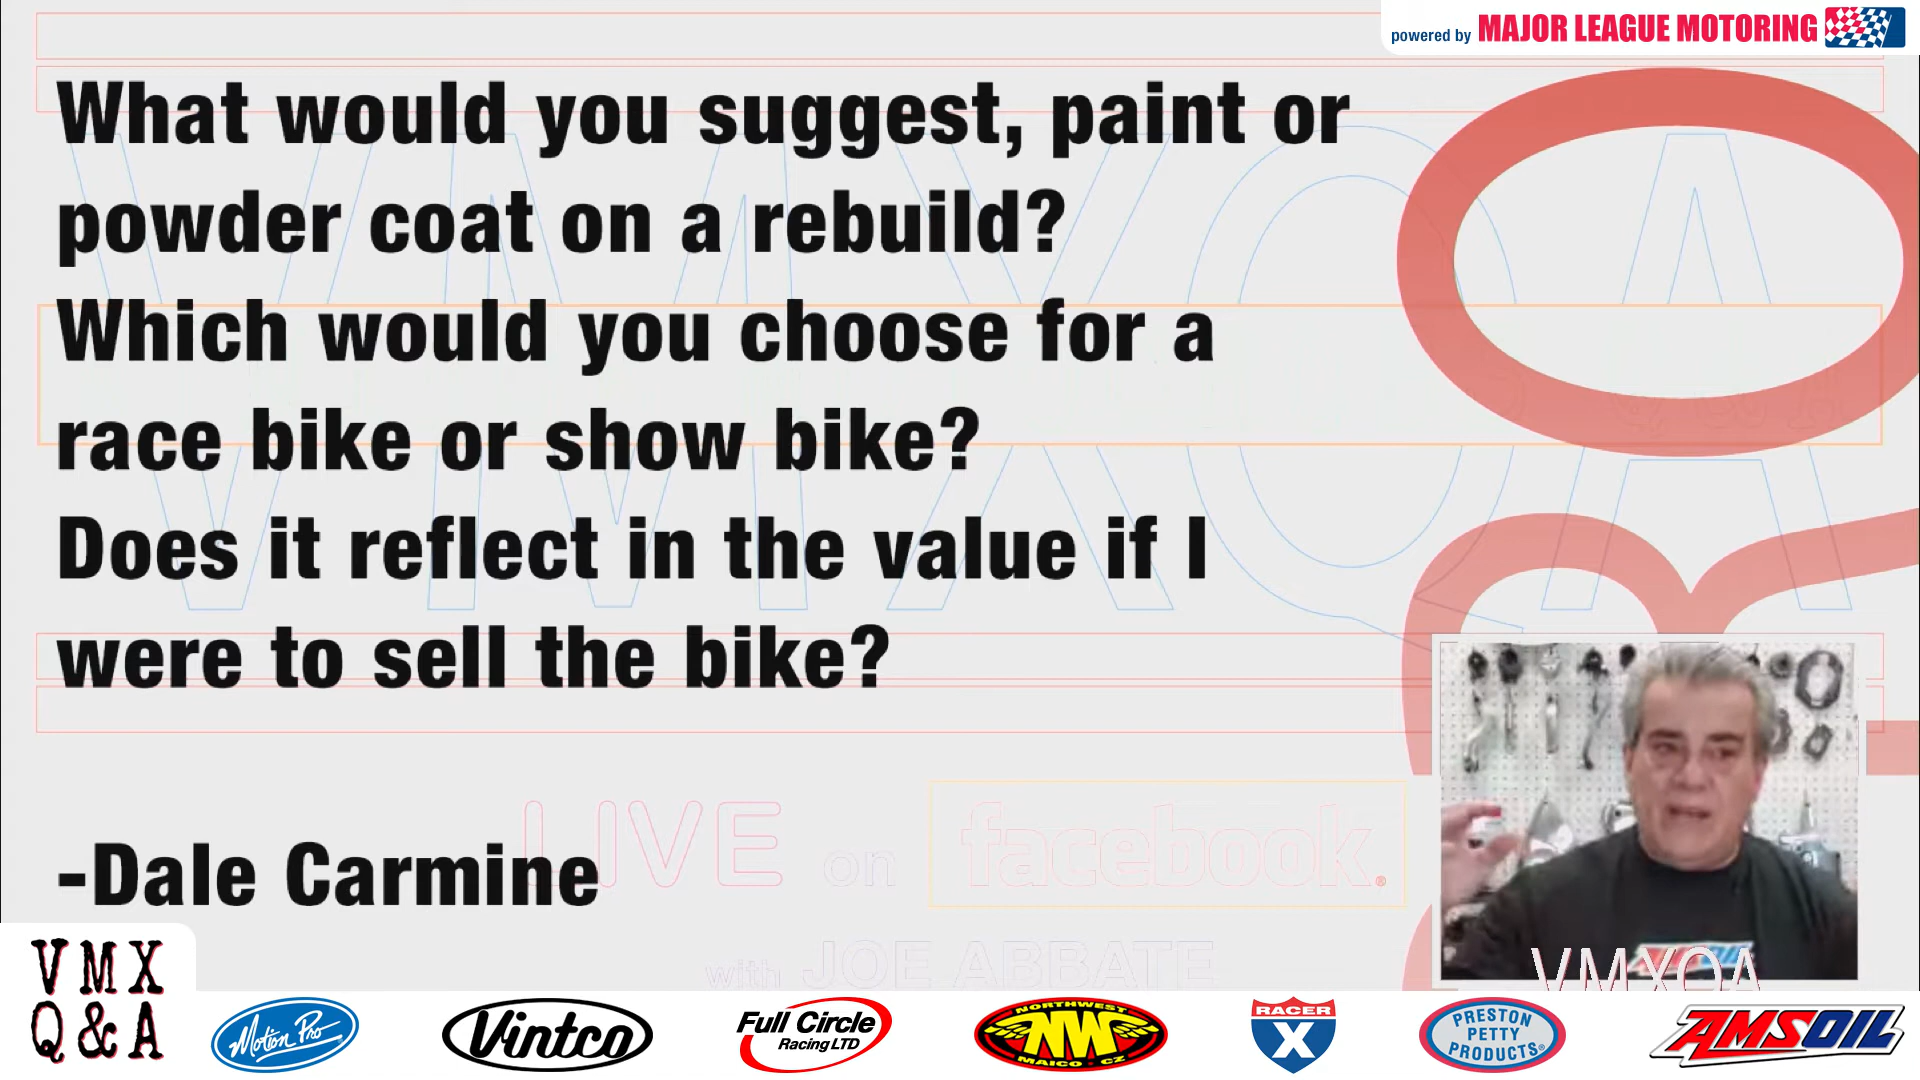 powered by MAJOR LEAGUE MOTORING
What would you suggest, paint or
powder coat on a rebuild?
Which would you choose for a
race bike or show bike?
Does it reflect in the value if I
were to sell the bike?
-Dale Carmine
VMXQA
LIVE on facebook®
with JOE ABBATE
AMSOIL
VMXQA
VMX
Q&A
Motion Pro
Vintco
Full Circle
Racing LTD
NORTHWEST
NW
MAICO · CZ
RACER
X
PRESTON
PETTY
PRODUCTS®
AMSOIL